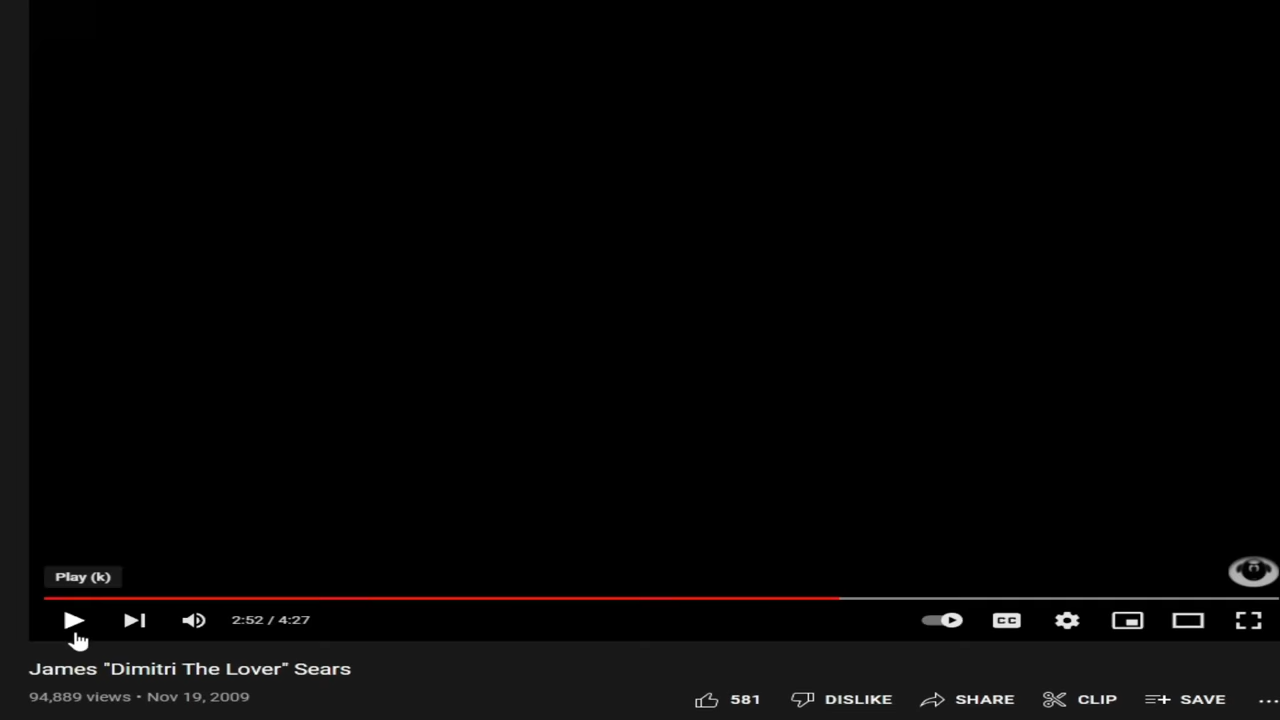 Play (k)
2:52 / 4:27
CC
James "Dimitri The Lover" Sears
94,889 views • Nov 19, 2009
581 DISLIKE SHARE CLIP SAVE ...